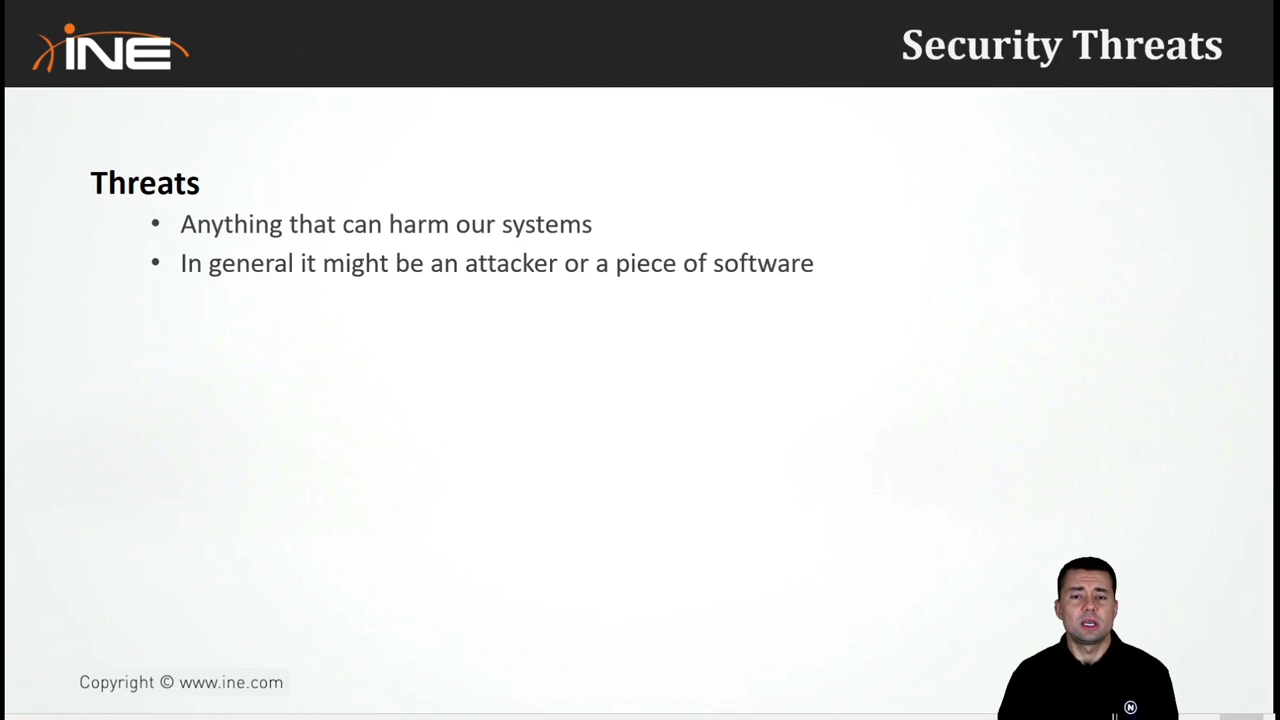 INE
Security Threats
Threats
• Anything that can harm our systems
• In general it might be an attacker or a piece of software
Copyright © www.ine.com
N